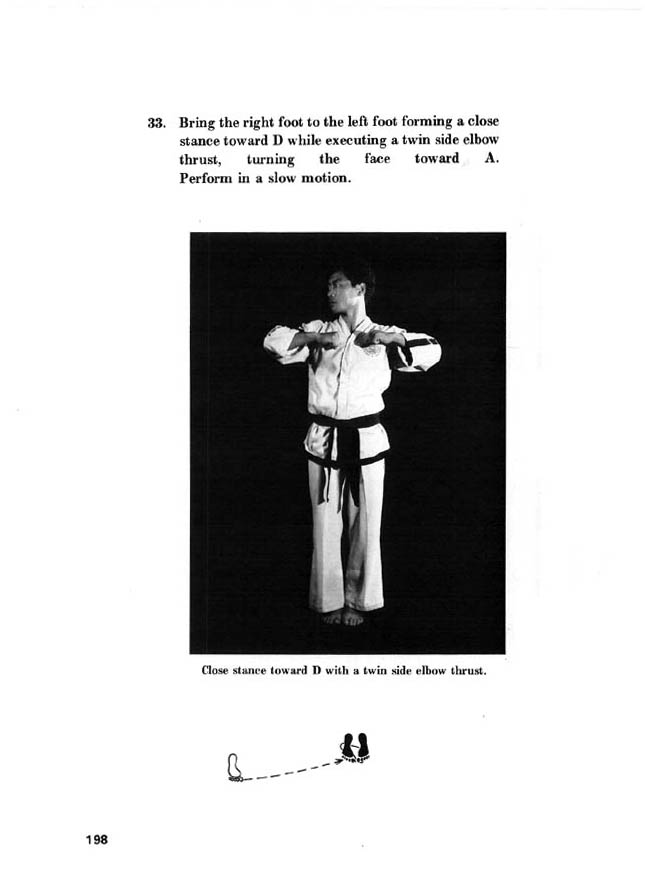 33. Bring the right foot to the left foot forming a close
stance toward D while executing a twin side elbow
thrust, turning the face toward A.
Perform in a slow motion.
Close stance toward D with a twin side elbow thrust.
198